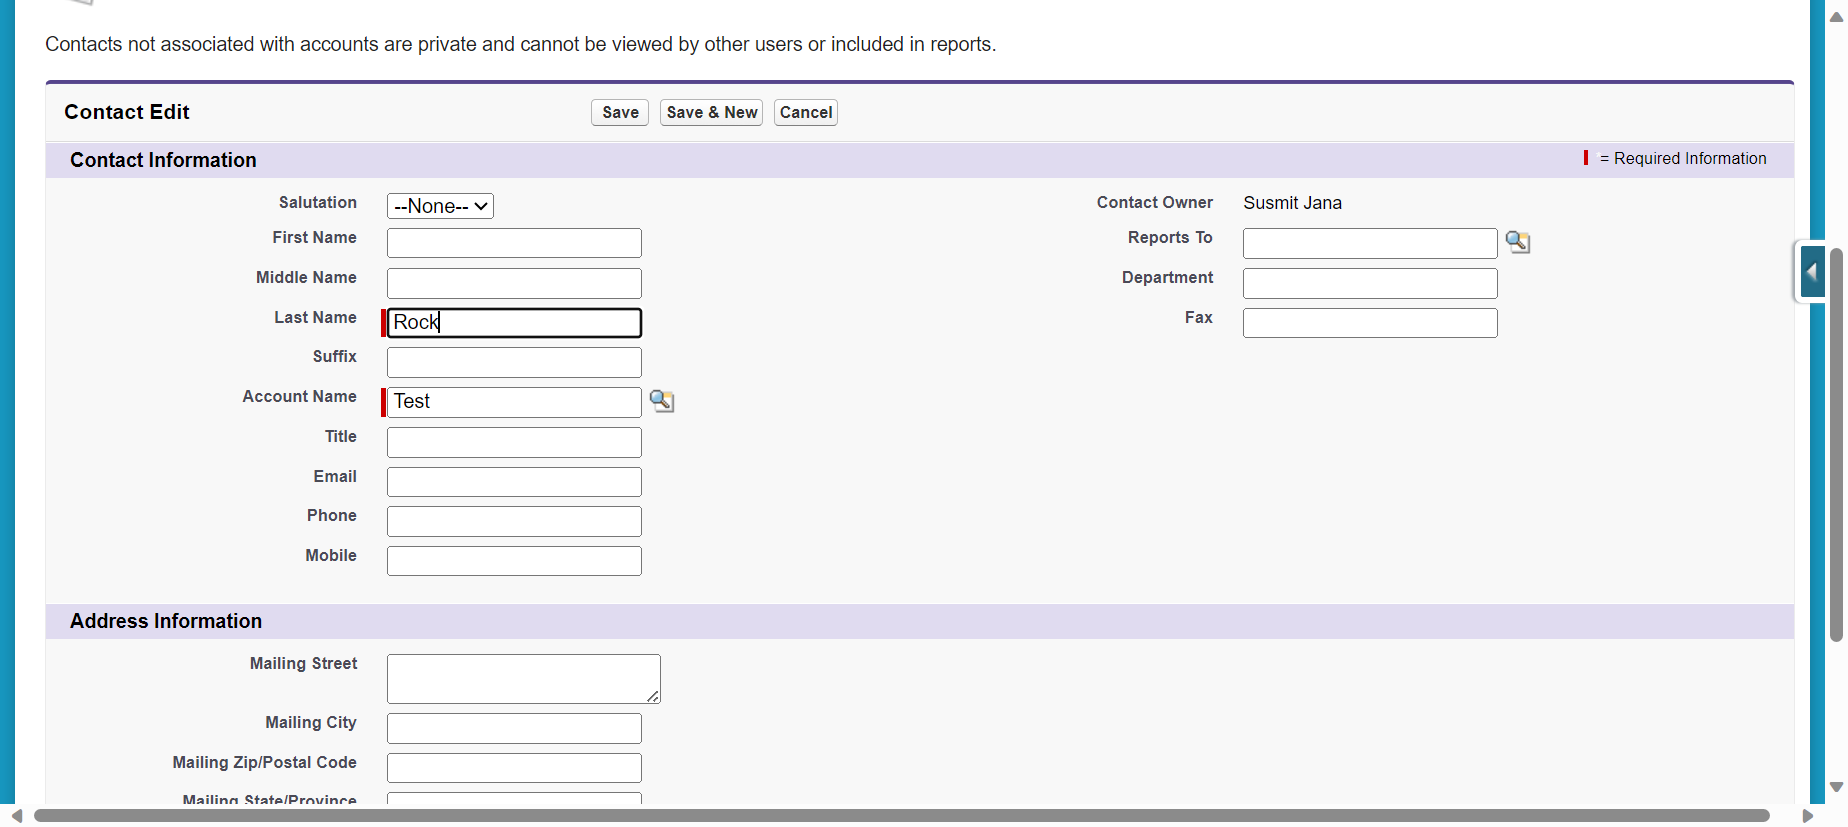 Contacts not associated with accounts are private and cannot be viewed by other users or included in reports.
Contact Edit
Save
Save & New
Cancel
Contact Information
= Required Information
Salutation
--None--
Contact Owner
Susmit Jana
First Name
Reports To
Middle Name
Department
Last Name
Rock
Fax
Suffix
Account Name
Test
Title
Email
Phone
Mobile
Address Information
Mailing Street
Mailing City
Mailing Zip/Postal Code
Mailing State/Province